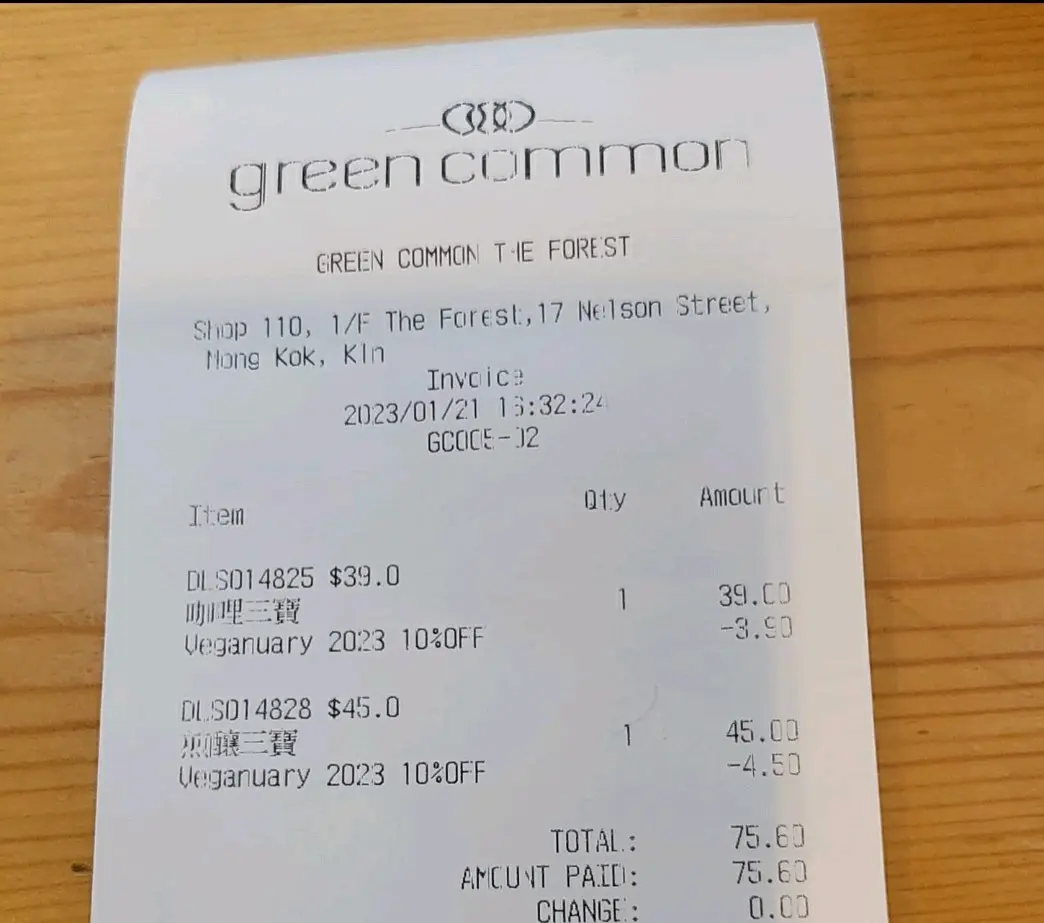 green common
GREEN COMMON THE FOREST
Shop 110, 1/F The Forest,17 Nelson Street,
Mong Kok, Kln
Invoice
2023/01/21 16:32:24
Item Qty Amount
DLS014825 $39.0
咖哩三寶 1 39.00
Veganuary 2023 10%OFF -3.90
DLS014828 $45.0
煎釀三寶 1 45.00
Veganuary 2023 10%OFF -4.50
TOTAL: 75.60
AMOUNT PAID: 75.60
CHANGE: 0.00